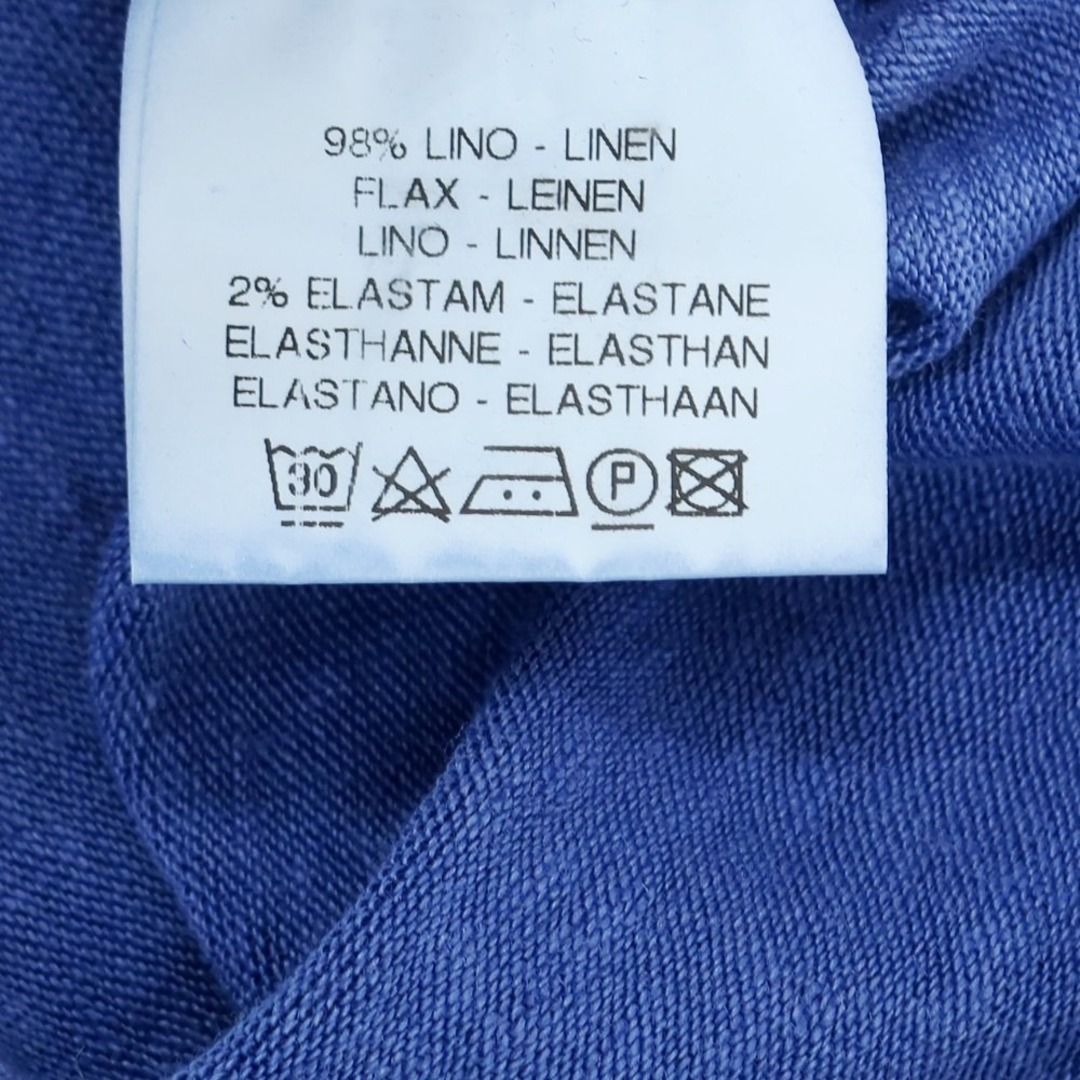 98% LINO - LINEN
FLAX - LEINEN
LINO - LINNEN
2% ELASTAM - ELASTANE
ELASTHANNE - ELASTHAN
ELASTANO - ELASTHAAN
30 P